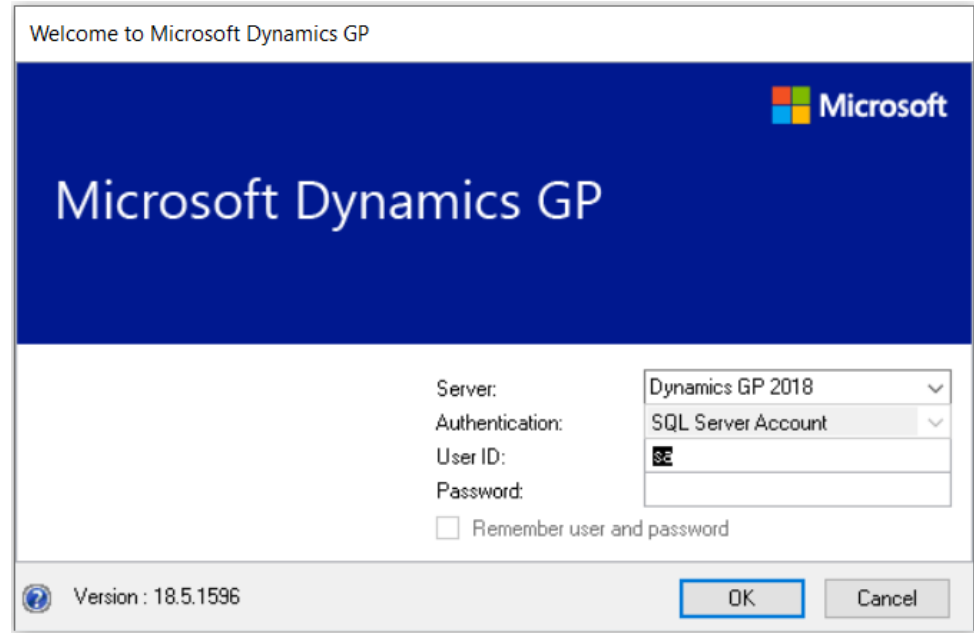 Welcome to Microsoft Dynamics GP
Microsoft
Microsoft Dynamics GP
Server: Dynamics GP 2018
Authentication: SQL Server Account
User ID: sa
Password:
Remember user and password
Version : 18.5.1596 OK Cancel